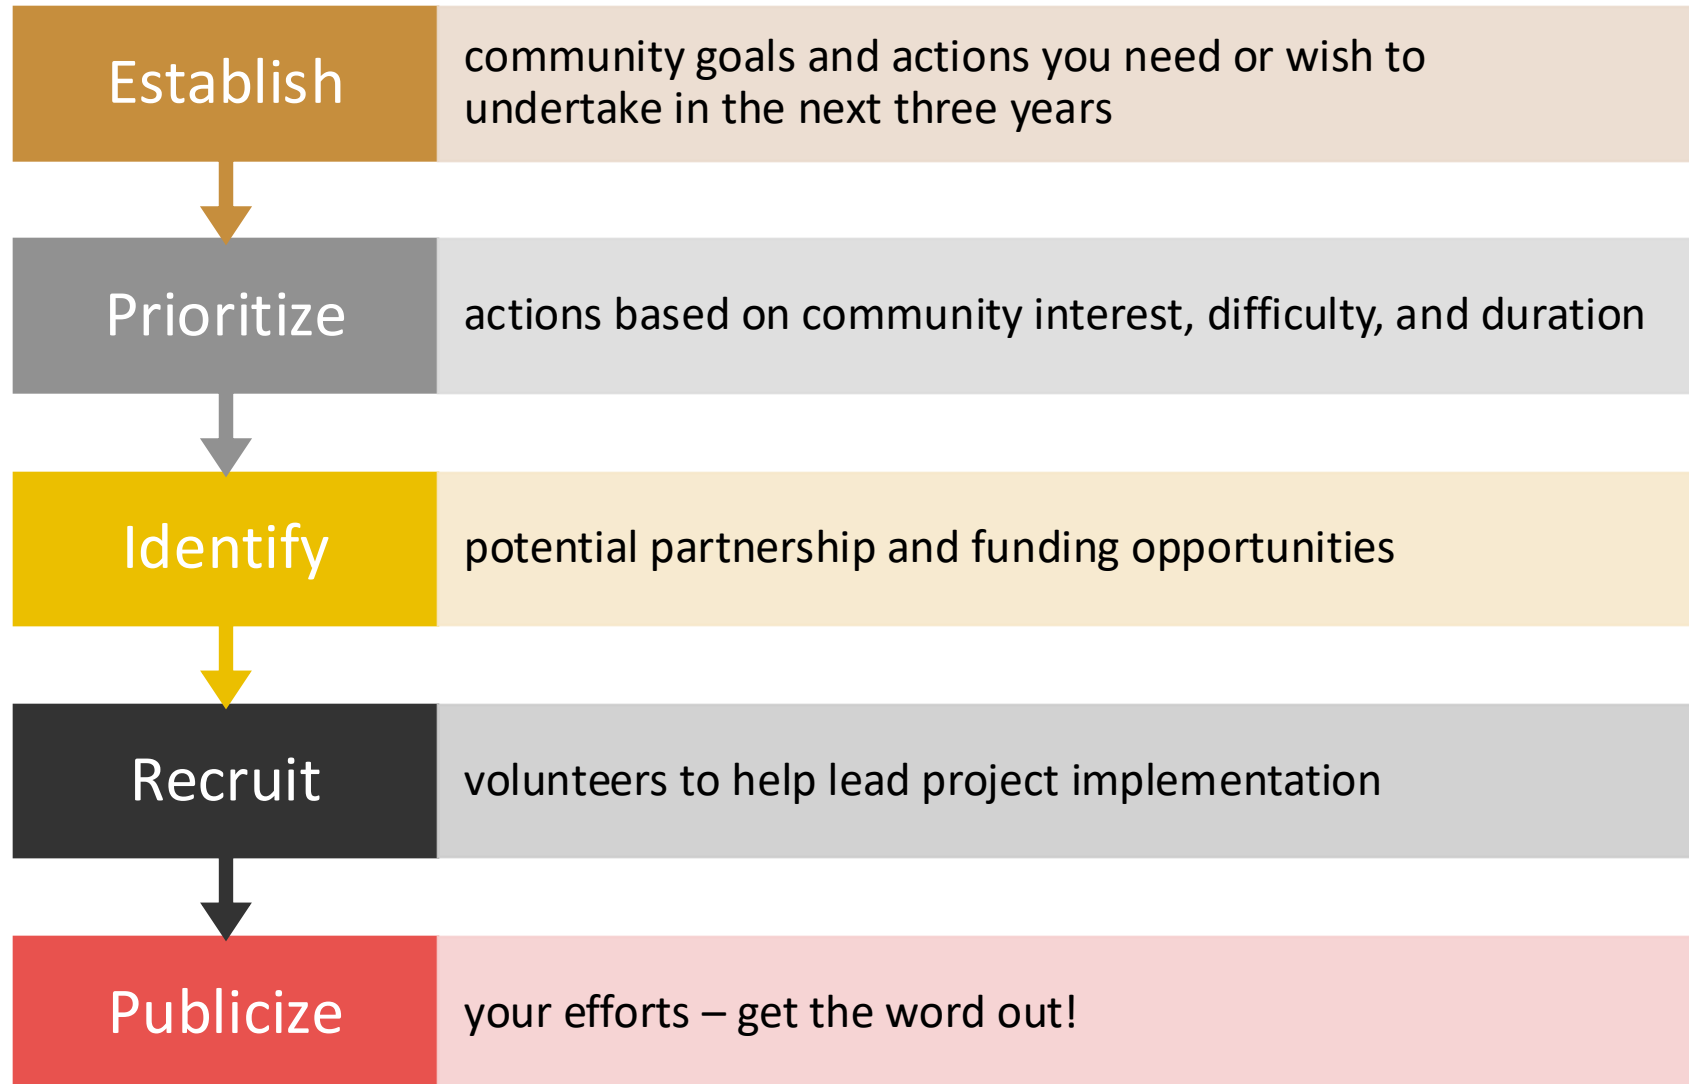 Establish
community goals and actions you need or wish to
undertake in the next three years
Prioritize
actions based on community interest, difficulty, and duration
Identify
potential partnership and funding opportunities
Recruit
volunteers to help lead project implementation
Publicize
your efforts – get the word out!